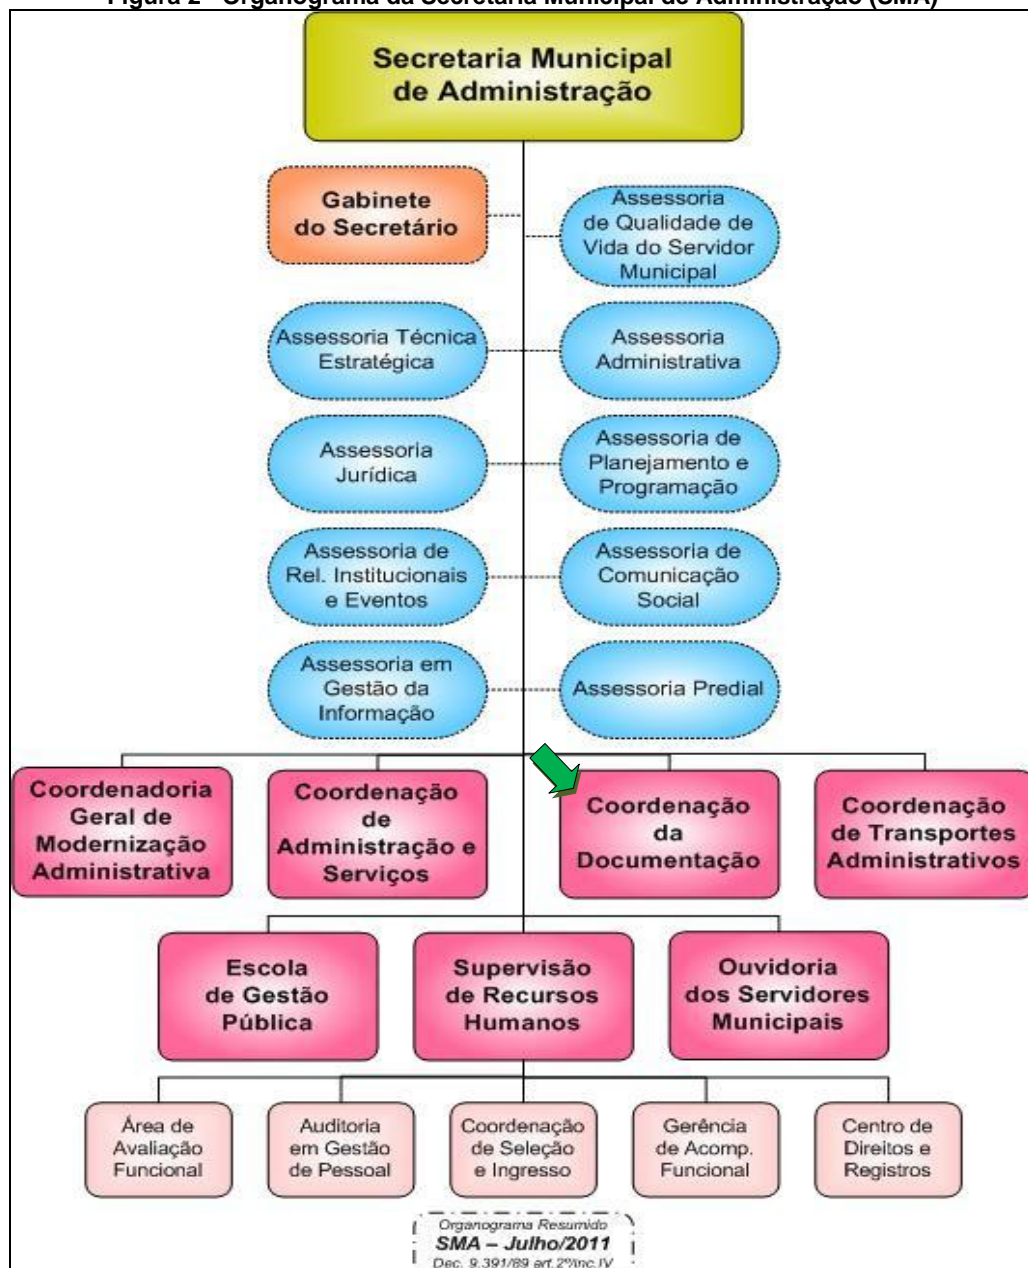 Figura 2 - Organograma da Secretaria Municipal de Administração (SMA)
Secretaria Municipal
de Administração
Gabinete
do Secretário
Assessoria
de Qualidade de
Vida do Servidor
Municipal
Assessoria Técnica
Estratégica
Assessoria
Administrativa
Assessoria
Jurídica
Assessoria de
Planejamento e
Programação
Assessoria de
Rel. Institucionais
e Eventos
Assessoria de
Comunicação
Social
Assessoria em
Gestão da
Informação
Assessoria Predial
Coordenadoria
Geral de
Modernização
Administrativa
Coordenação
de
Administração e
Serviços
Coordenação
da
Documentação
Coordenação
de Transportes
Administrativos
Escola
de Gestão
Pública
Supervisão
de Recursos
Humanos
Ouvidoria
dos Servidores
Municipais
Área de
Avaliação
Funcional
Auditoria
em Gestão
de Pessoal
Coordenação
de Seleção
e Ingresso
Gerência
de Acomp.
Funcional
Centro de
Direitos e
Registros
Organograma Resumido
SMA – Julho/2011
Dec. 9.391/89 art.2º/inc.IV